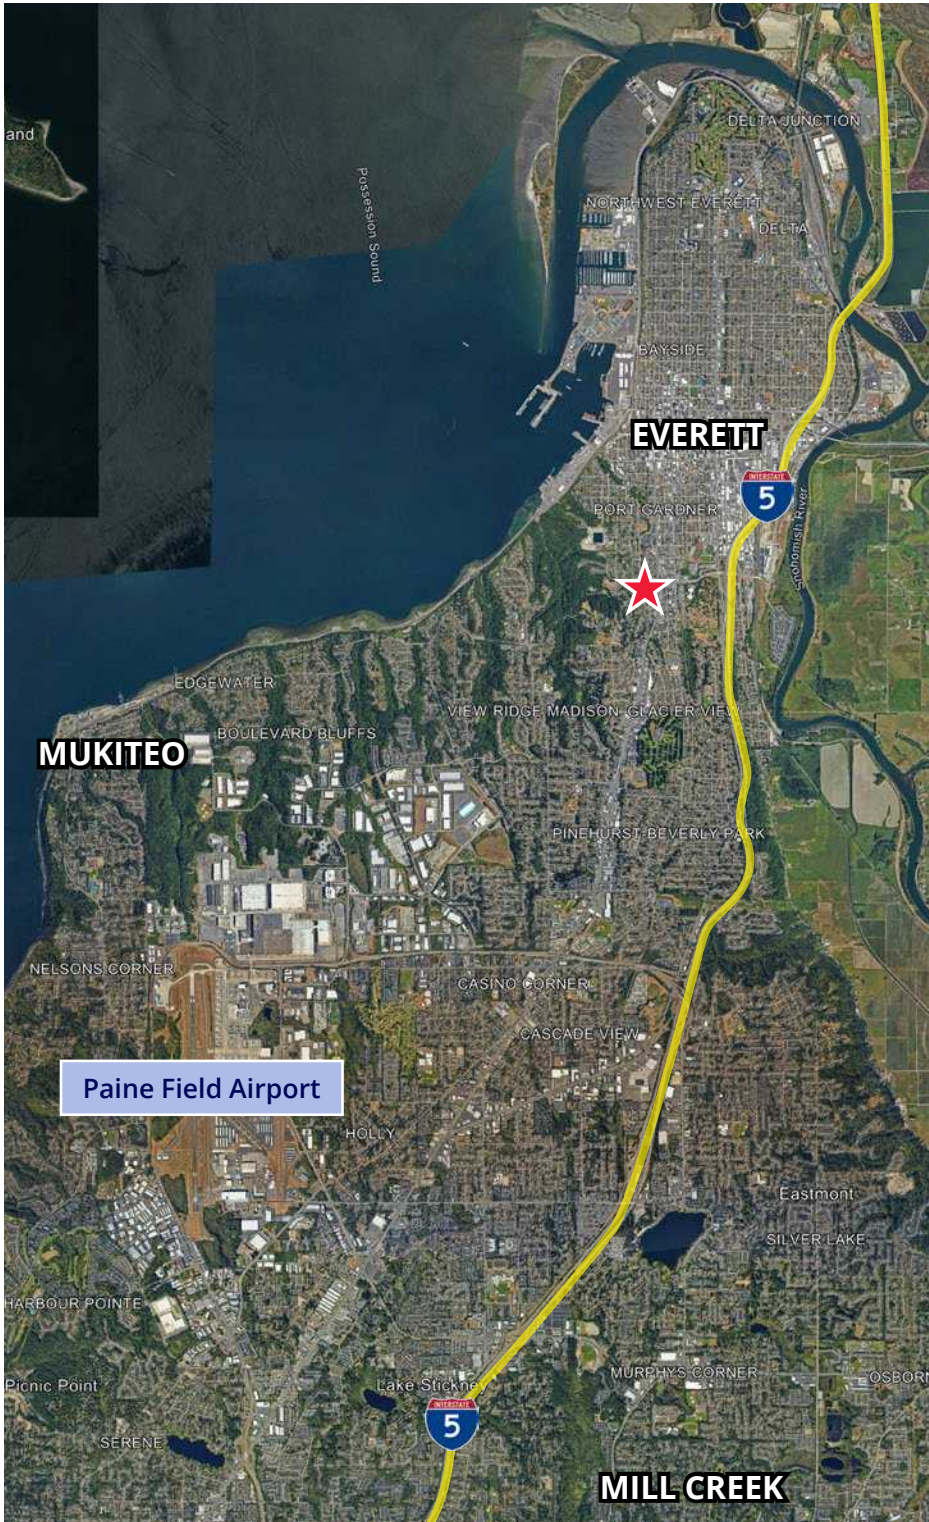 DELTA JUNCTION
and
Possession Sound
NORTHWEST EVERETT
DELTA
BAYSIDE
EVERETT
INTERSTATE
5
PORT GARDNER
Snohomish River
EDGEWATER
VIEW RIDGE MADISON
GLACIER VIEW
BOULEVARD BLUFFS
MUKITEO
PINEHURST-BEVERLY PARK
NELSONS CORNER
CASINO CORNER
CASCADE VIEW
Paine Field Airport
HOLLY
Eastmont
SILVER LAKE
HARBOUR POINTE
MURPHYS CORNER
OSBORN
Picnic Point
Lake Stickney
INTERSTATE
5
SERENE
MILL CREEK